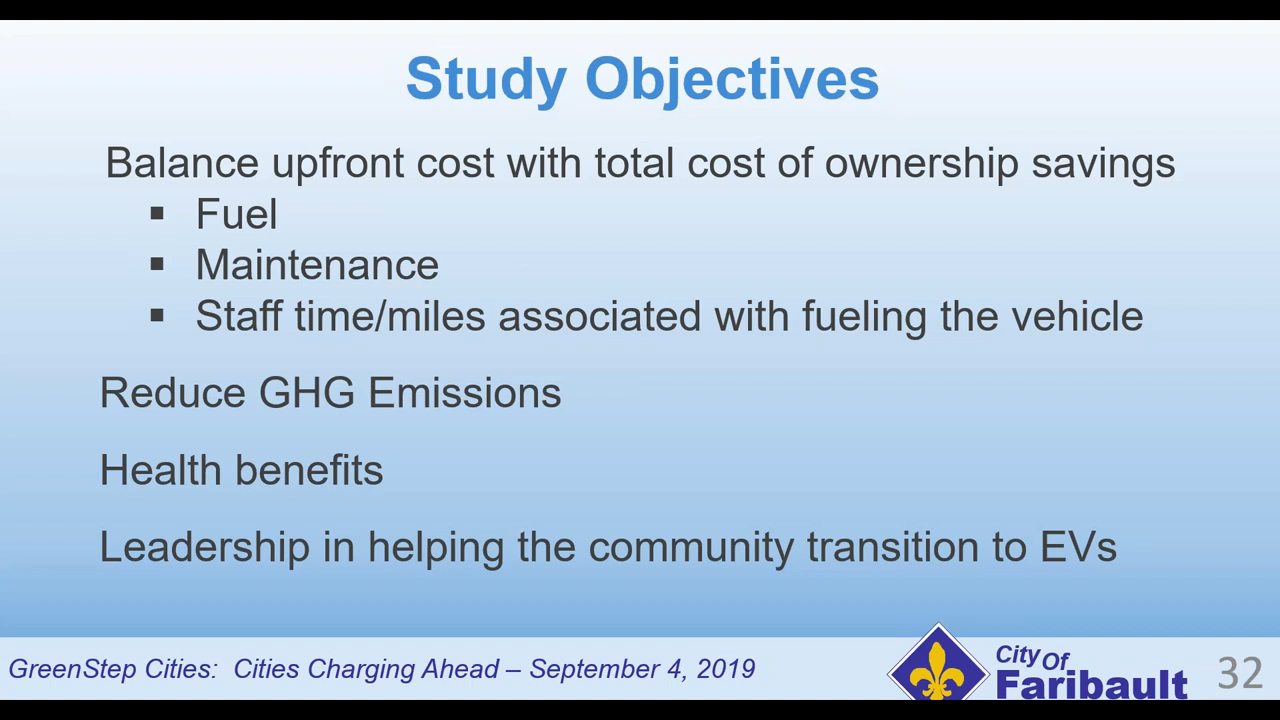 Study Objectives
Balance upfront cost with total cost of ownership savings
▪ Fuel
▪ Maintenance
▪ Staff time/miles associated with fueling the vehicle
Reduce GHG Emissions
Health benefits
Leadership in helping the community transition to EVs
GreenStep Cities:  Cities Charging Ahead – September 4, 2019
City Of
Faribault
32